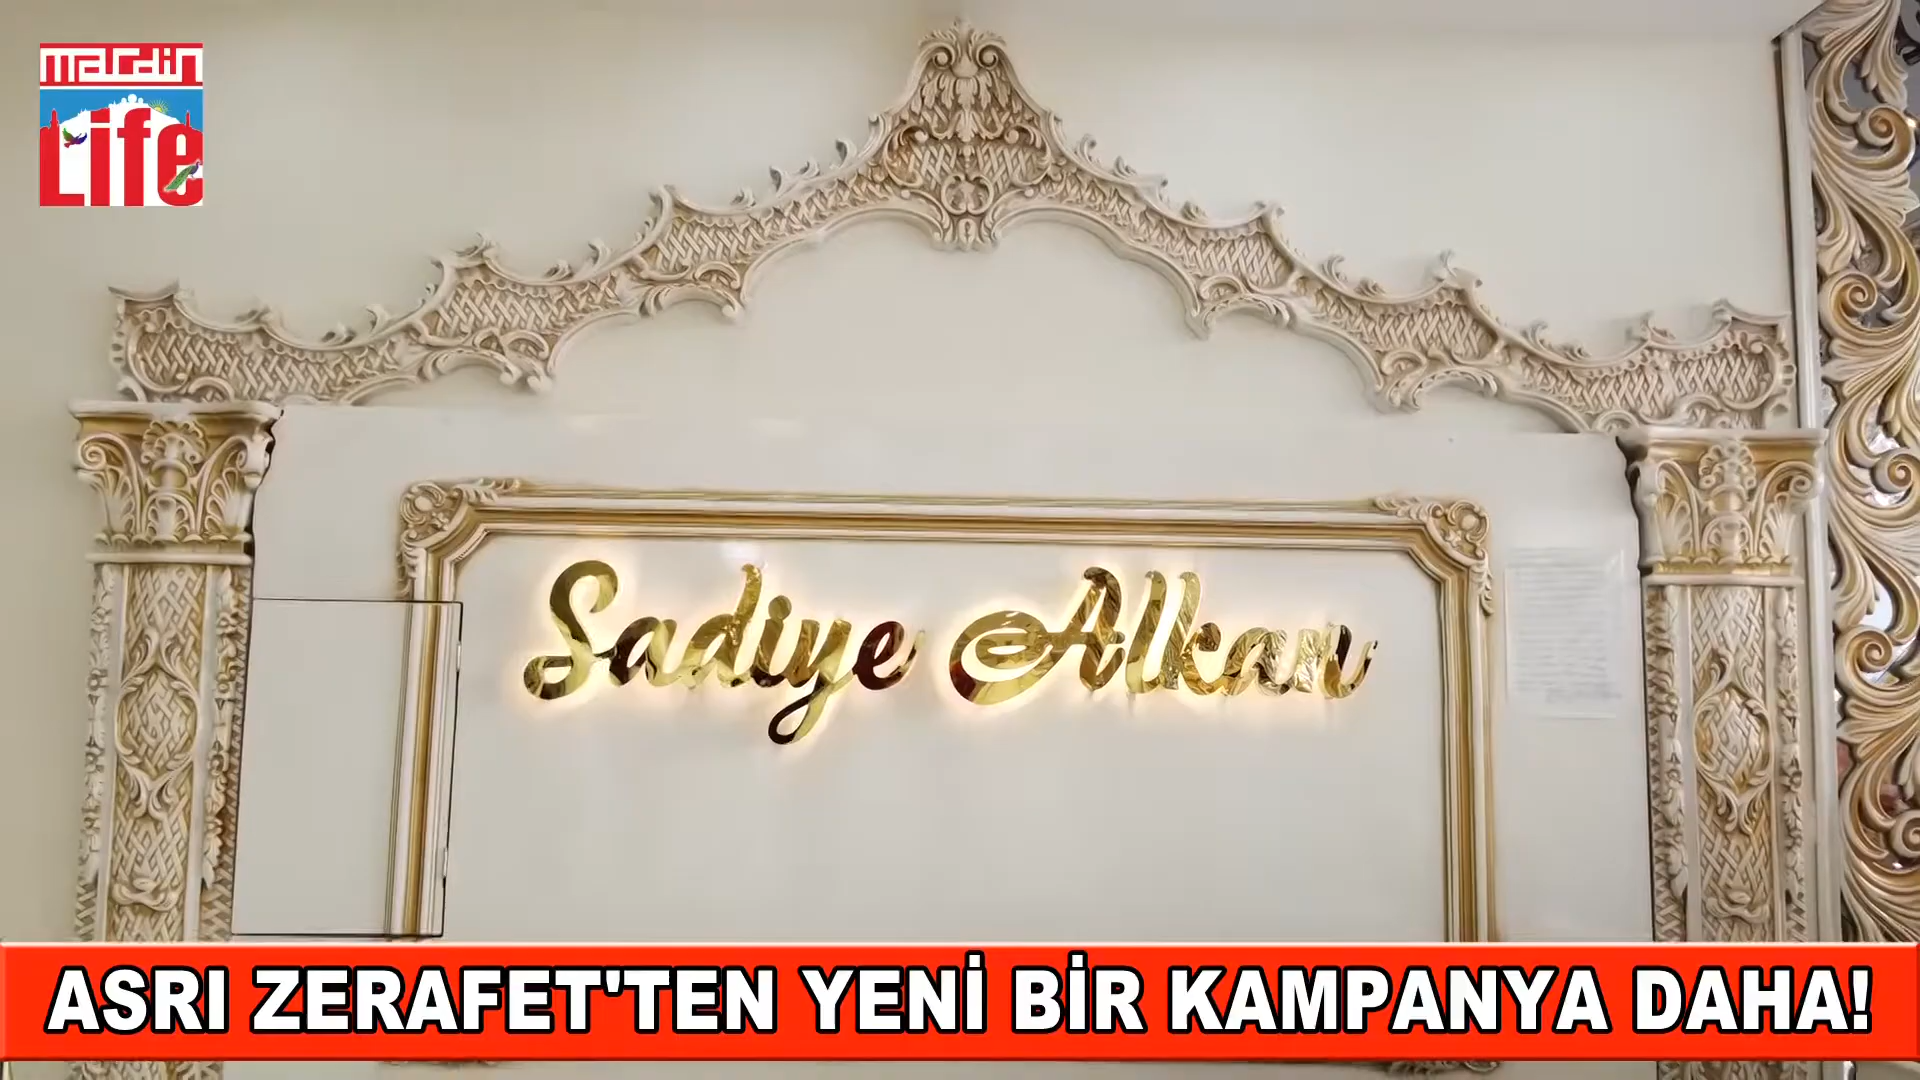 mardin
Life
Sadiye Alkan
ASRI ZERAFET'TEN YENİ BİR KAMPANYA DAHA!